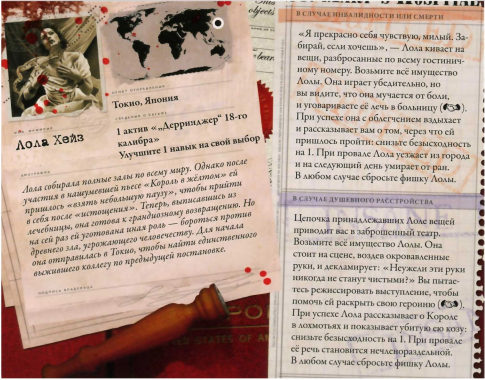 Токио, Япония
1 актив «„Дерринджер" 18-го
калибра»
Улучшите 1 навык на свой выбор
Лола Хейз
Лола собирала полные залы по всему миру. Однако после
участия в нашумевшей пьесе «Король в жёлтом» ей
пришлось «взять небольшую паузу», чтобы прийти
в себя после «истощения». Теперь, выписавшись из
лечебницы, она готова к грандиозному возвращению. Но
на сей раз ей уготована иная роль — бороться против
древнего зла, угрожающего человечеству. Для начала
она отправилась в Токио, чтобы найти единственного
выжившего коллегу по предыдущей постановке.
В СЛУЧАЕ ИНВАЛИДНОСТИ ИЛИ СМЕРТИ
«Я прекрасно себя чувствую, милый. За-
бирай, если хочешь», — Лола кивает на
вещи, разбросанные по всему гостинич-
ному номеру. Возьмите всё имущество
Лолы. Она играет убедительно, но
вы видите, что она мучается от боли,
и уговариваете её лечь в больницу ( ).
При успехе она с облегчением вздыхает
и рассказывает вам о том, через что ей
пришлось пройти: снизьте безысходность
на 1. При провале Лола уезжает из города
и на следующий день умирает от ран.
В любом случае сбросьте фишку Лолы.
В СЛУЧАЕ ДУШЕВНОГО РАССТРОЙСТВА
Цепочка принадлежавших Лоле вещей
приводит вас в заброшенный театр.
Возьмите всё имущество Лолы. Она
стоит на сцене, воздев окровавленные
руки, и декламирует: «Неужели эти руки
никогда не станут чистыми?» Вы пытае-
тесь режиссировать выступление, чтобы
помочь ей раскрыть свою героиню ( ).
При успехе Лола рассказывает о Короле
в лохмотьях и показывает убитую ею козу:
снизьте безысходность на 1. При провале
её речь становится нечленораздельной.
В любом случае сбросьте фишку Лолы.